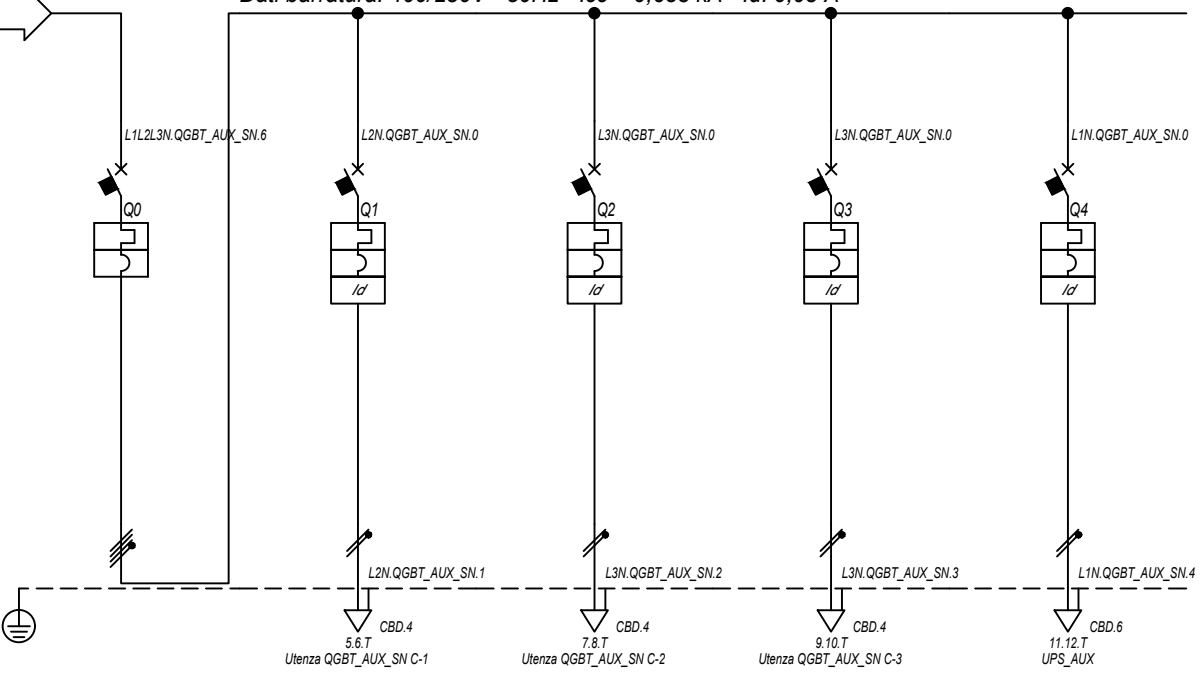 L1L2L3N.QGBT_AUX_SN.6
L2N.QGBT_AUX_SN.0
L3N.QGBT_AUX_SN.0
L3N.QGBT_AUX_SN.0
L1N.QGBT_AUX_SN.0
Q0
Q1
Q2
Q3
Q4
Id
Id
Id
Id
L2N.QGBT_AUX_SN.1
L3N.QGBT_AUX_SN.2
L3N.QGBT_AUX_SN.3
L1N.QGBT_AUX_SN.4
CBD.4
CBD.4
CBD.4
CBD.6
5.6.T
7.8.T
9.10.T
11.12.T
Utenza QGBT_AUX_SN C-1
Utenza QGBT_AUX_SN C-2
Utenza QGBT_AUX_SN C-3
UPS_AUX